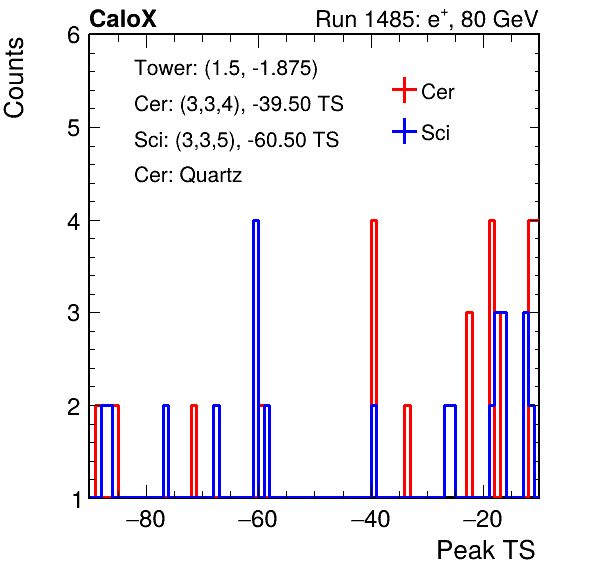 CaloX Run 1485: e⁺, 80 GeV
Counts
6
5
4
3
2
1
Tower: (1.5, -1.875)
Cer: (3,3,4), -39.50 TS
Sci: (3,3,5), -60.50 TS
Cer: Quartz
Cer
Sci
−80 −60 −40 −20
Peak TS